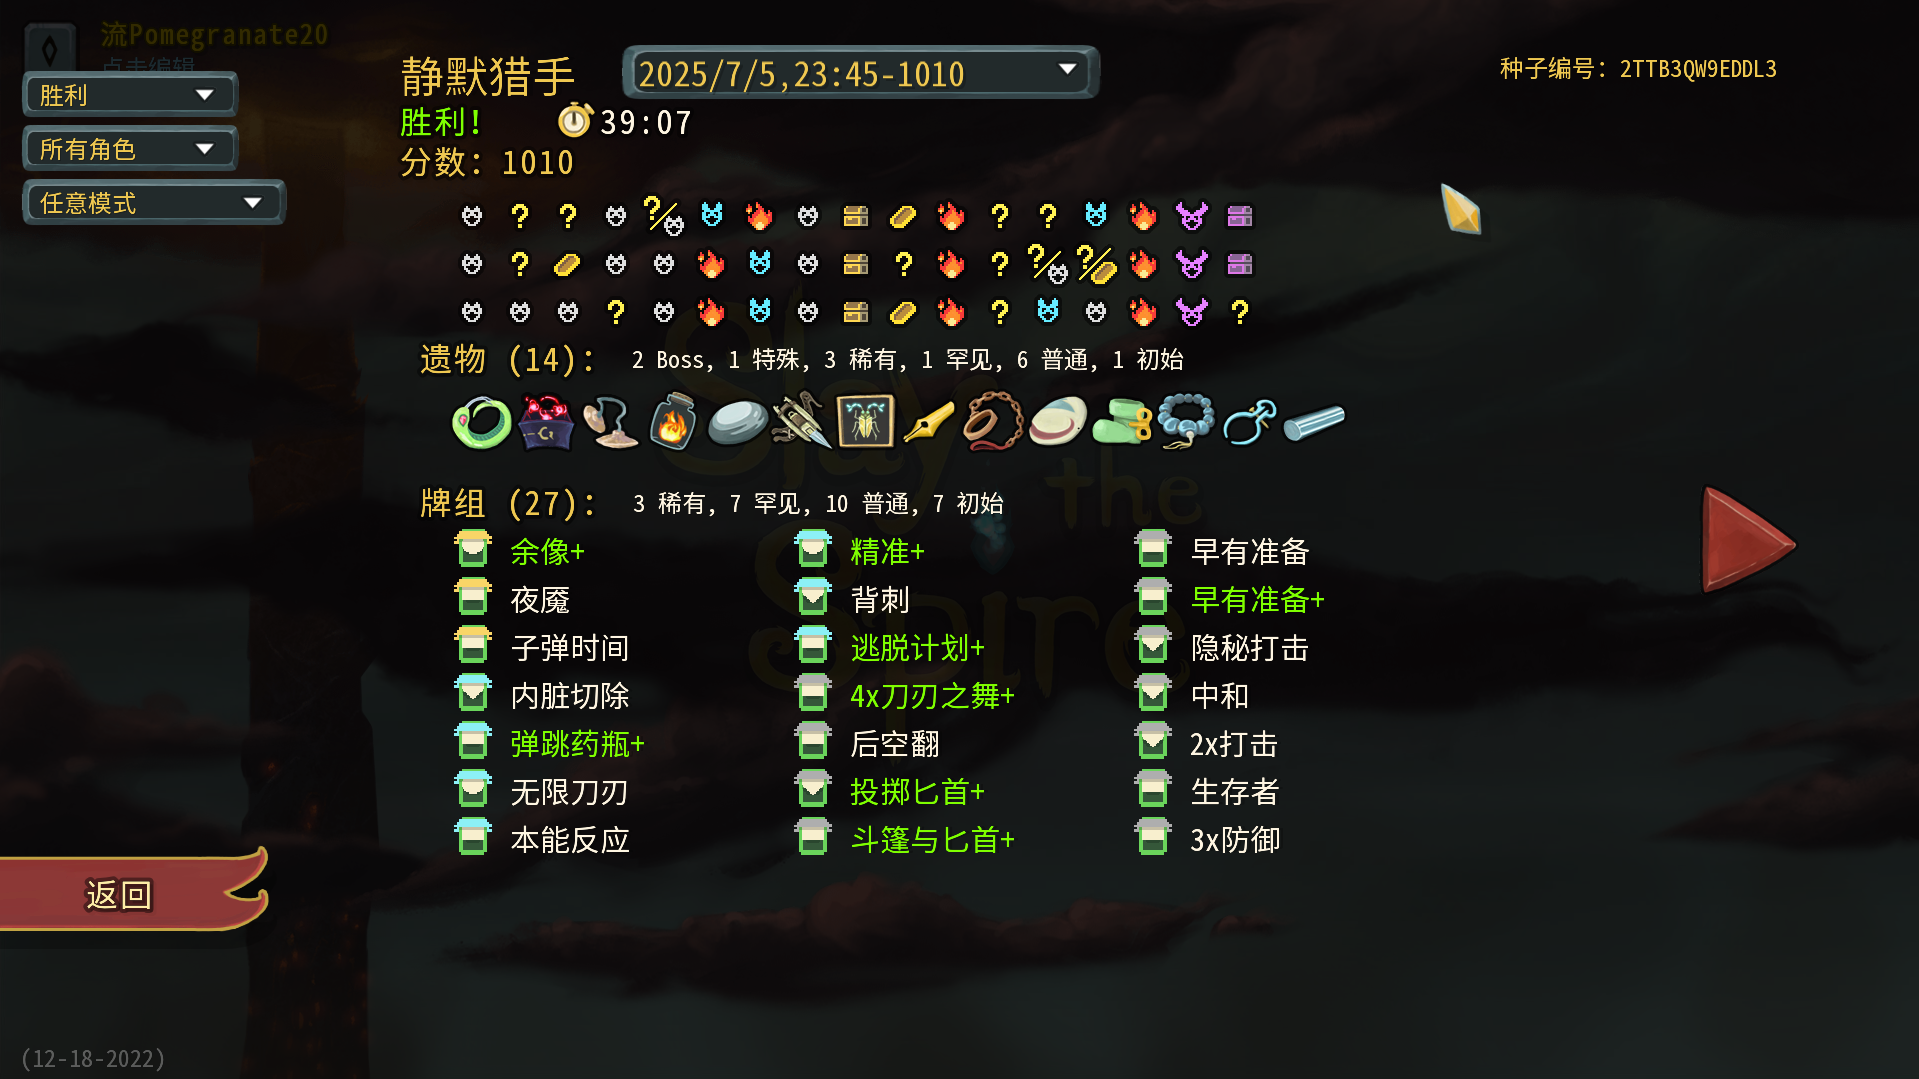 流Pomegranate20
点击编辑
胜利
所有角色
任意模式
静默猎手
2025/7/5,23:45-1010
种子编号: 2TTB3QW9EDDL3
胜利!
39:07
分数: 1010
遗物 (14): 2 Boss, 1 特殊, 3 稀有, 1 罕见, 6 普通, 1 初始
牌组 (27): 3 稀有, 7 罕见, 10 普通, 7 初始
余像+
夜魇
子弹时间
内脏切除
弹跳药瓶+
无限刀刃
本能反应
精准+
背刺
逃脱计划+
4x刀刃之舞+
后空翻
投掷匕首+
斗篷与匕首+
早有准备
早有准备+
隐秘打击
中和
2x打击
生存者
3x防御
Slay
the
Spire
返回
(12-18-2022)